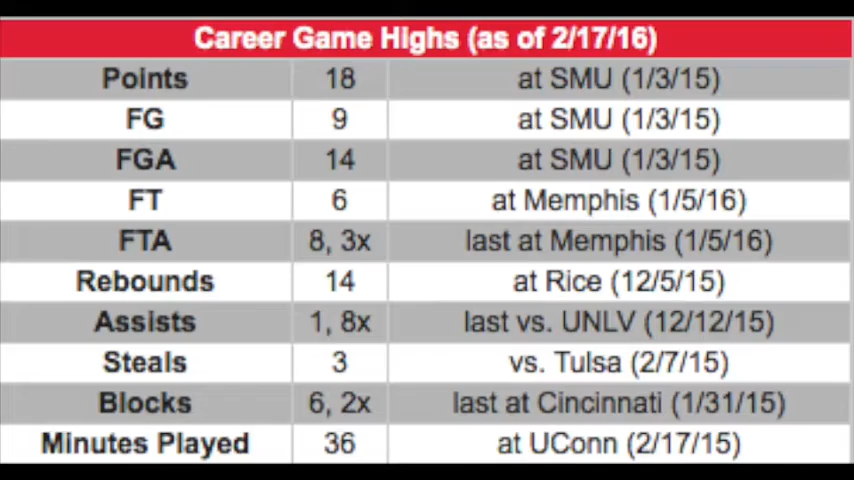 Career Game Highs (as of 2/17/16)
Points 18 at SMU (1/3/15)
FG 9 at SMU (1/3/15)
FGA 14 at SMU (1/3/15)
FT 6 at Memphis (1/5/16)
FTA 8, 3x last at Memphis (1/5/16)
Rebounds 14 at Rice (12/5/15)
Assists 1, 8x last vs. UNLV (12/12/15)
Steals 3 vs. Tulsa (2/7/15)
Blocks 6, 2x last at Cincinnati (1/31/15)
Minutes Played 36 at UConn (2/17/15)